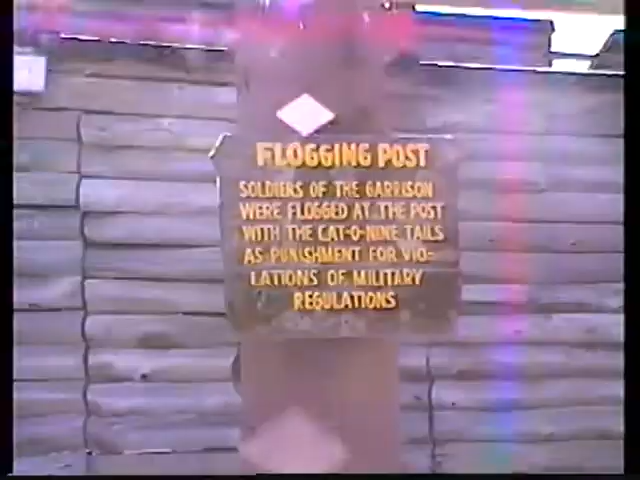 FLOGGING POST
SOLDIERS OF THE GARRISON
WERE FLOGGED AT THE POST
WITH THE CAT-O-NINE TAILS
AS PUNISHMENT FOR VIO-
LATIONS OF MILITARY
REGULATIONS